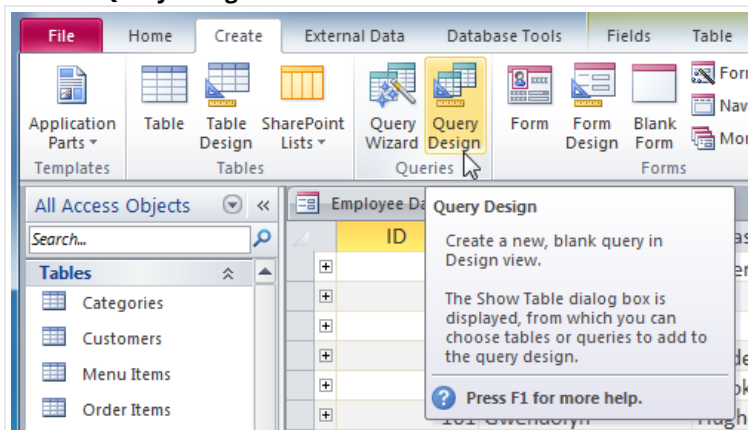 File Home Create External Data Database Tools Fields Table
Application Parts Table Table Design SharePoint Lists Query Wizard Query Design Form Form Design Blank Form
Templates Tables Queries Forms
All Access Objects
Search...
Tables
Categories
Customers
Menu Items
Order Items
ID
Query Design
Create a new, blank query in
Design view.
The Show Table dialog box is
displayed, from which you can
choose tables or queries to add to
the query design.
Press F1 for more help.